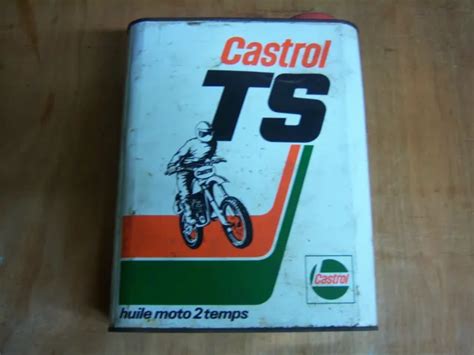 Castrol
TS
Castrol
huile moto 2 temps